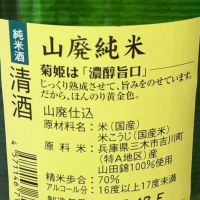 純米酒
清酒
山廃純米
菊姫は「濃醇旨口」
じっくり熟成させて、旨みをのせています。
だから、ほんのり黄金色。
山廃仕込
原材料名：米（国産）
米こうじ（国産米）
原料米：兵庫県三木市吉川町
（特A地区）産
山田錦100%使用
精米歩合：70%
アルコール分：16度以上17度未満